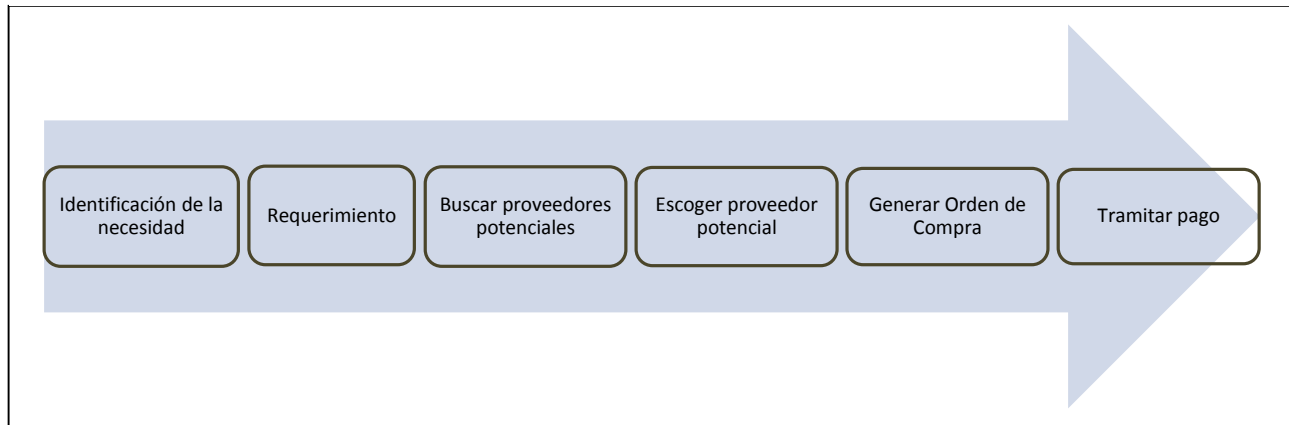 Identificación de la
necesidad
Requerimiento
Buscar proveedores
potenciales
Escoger proveedor
potencial
Generar Orden de
Compra
Tramitar pago